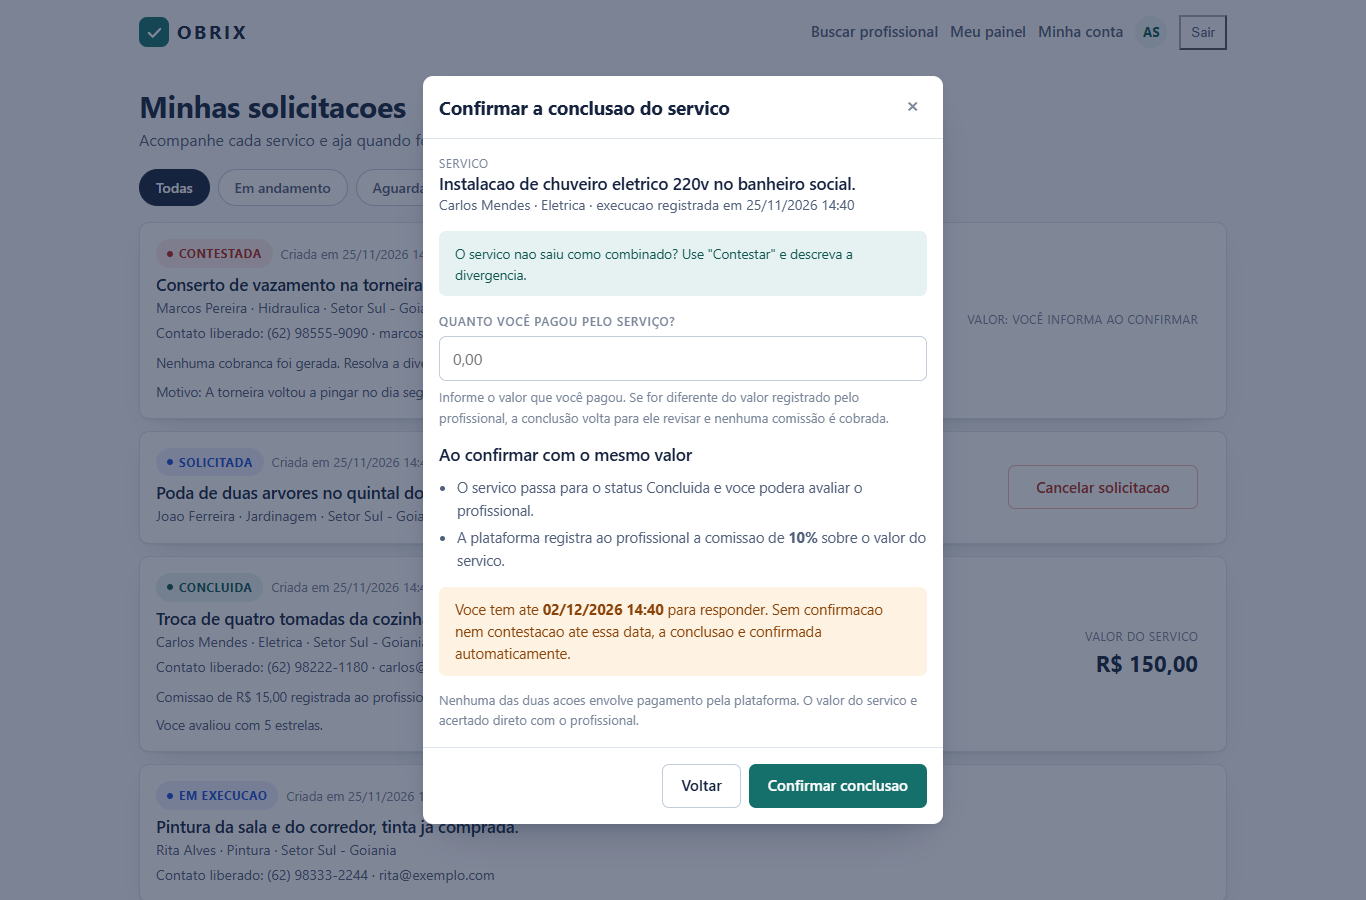 OBRIX
Buscar profissional Meu painel Minha conta AS Sair
Minhas solicitacoes
Acompanhe cada servico e aja quando
Todas Em andamento
CONTESTADA Criada em 25/11/2026
Conserto de vazamento na torneira
Marcos Pereira · Hidraulica · Setor Sul -
Contato liberado: (62) 98555-9090 ·
Nenhuma cobranca foi gerada. Resolva a
Motivo: A torneira voltou a pingar no dia
VALOR: VOCÊ INFORMA AO CONFIRMAR
SOLICITADA Criada em 25/11/2026
Poda de duas arvores no quintal do
Joao Ferreira · Jardinagem · Setor Sul -
Cancelar solicitacao
CONCLUIDA Criada em 25/11/2026
Troca de quatro tomadas da
Carlos Mendes · Eletrica · Setor Sul -
Contato liberado: (62) 98222-1180 ·
Comissao de R$ 15,00 registrada ao
Voce avaliou com 5 estrelas.
VALOR DO SERVICO
R$ 150,00
EM EXECUCAO Criada em 25/11/2026
Pintura da sala e do corredor, tinta ja comprada.
Rita Alves · Pintura · Setor Sul - Goiania
Contato liberado: (62) 98333-2244 · rita@exemplo.com
Confirmar a conclusao do servico ×
SERVICO
Instalacao de chuveiro eletrico 220v no banheiro social.
Carlos Mendes · Eletrica · execucao registrada em 25/11/2026 14:40
O servico nao saiu como combinado? Use "Contestar" e descreva a
divergencia.
QUANTO VOCÊ PAGOU PELO SERVIÇO?
0,00
Informe o valor que você pagou. Se for diferente do valor registrado pelo
profissional, a conclusão volta para ele revisar e nenhuma comissão é cobrada.
Ao confirmar com o mesmo valor
• O servico passa para o status Concluida e voce podera avaliar o
profissional.
• A plataforma registra ao profissional a comissao de 10% sobre o valor do
servico.
Voce tem ate 02/12/2026 14:40 para responder. Sem confirmacao
nem contestacao ate essa data, a conclusao e confirmada
automaticamente.
Nenhuma das duas acoes envolve pagamento pela plataforma. O valor do servico e
acertado direto com o profissional.
Voltar Confirmar conclusao